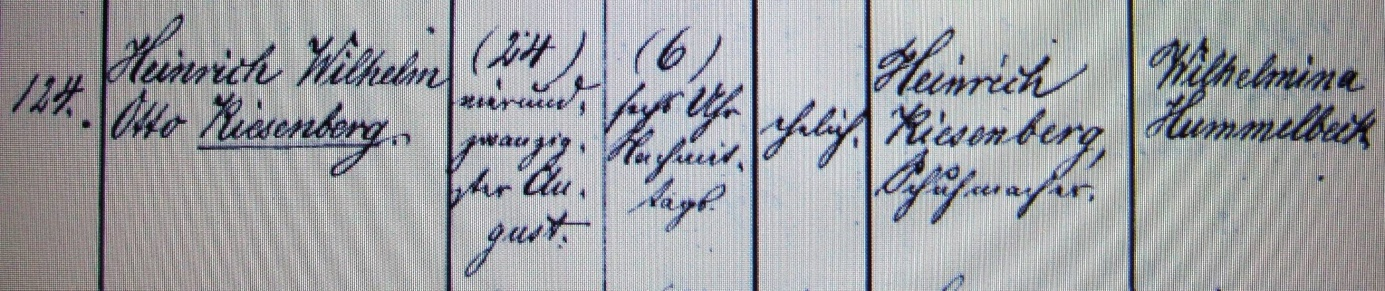 124.
Heinrich Wilhelm
Otto Riesenberg.
(24)
vierund-
zwanzig-
ster Au-
gust.
(6)
sechs Uhr
Nachmit-
tags.
ehelich.
Heinrich
Riesenberg,
Schuhmacher.
Wilhelmina
Hummelbeck